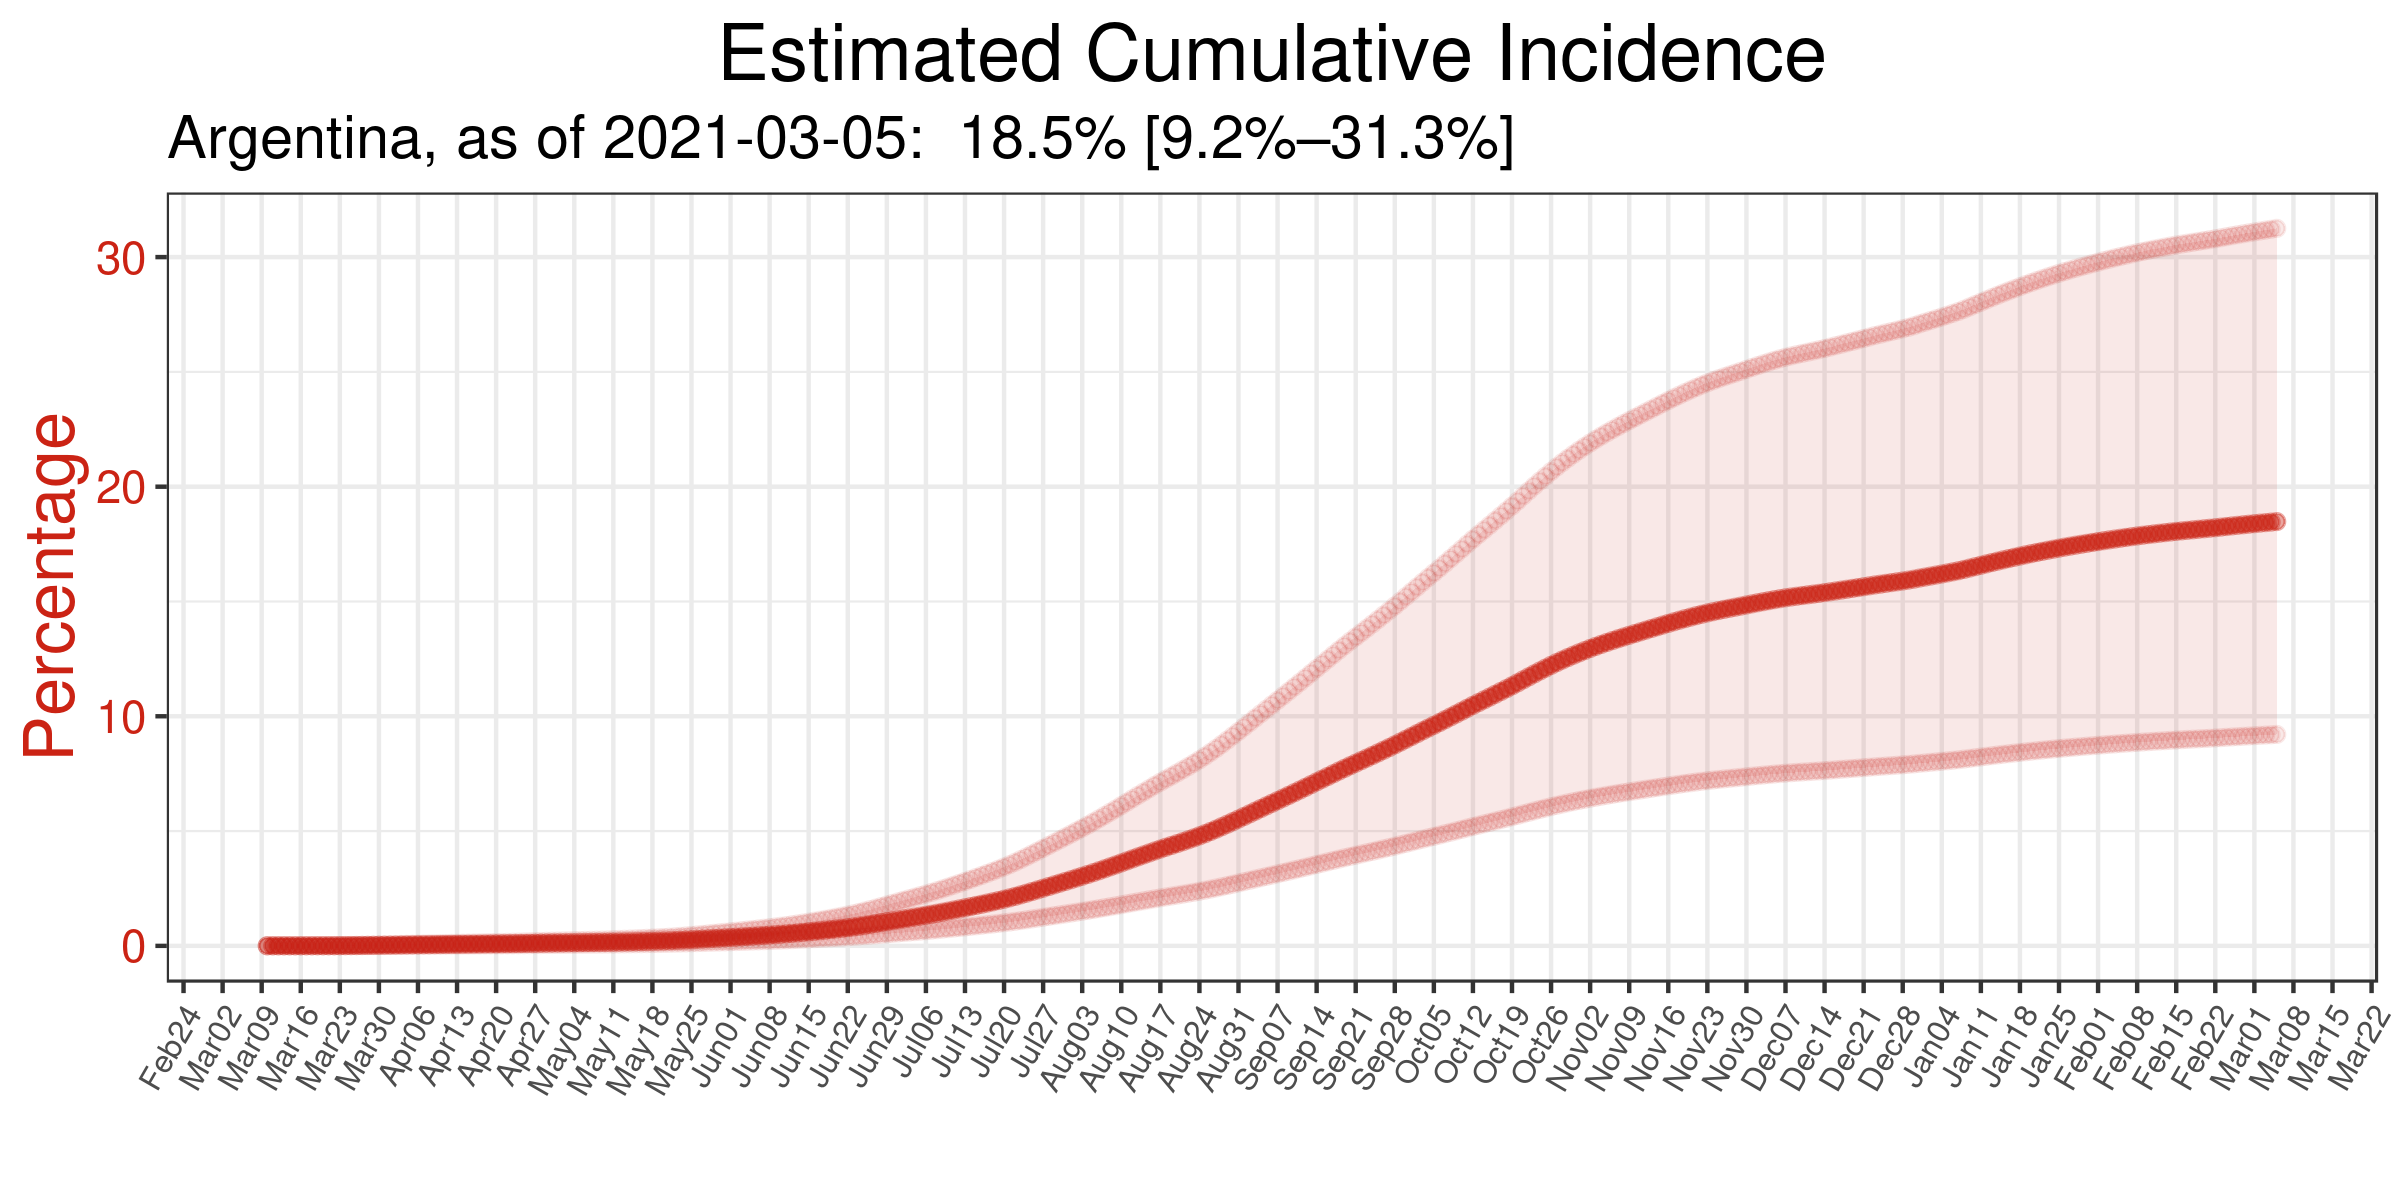 Estimated Cumulative Incidence
Argentina, as of 2021-03-05:  18.5% [9.2%–31.3%]
Percentage
30
20
10
0
Feb24
Mar02
Mar09
Mar16
Mar23
Mar30
Apr06
Apr13
Apr20
Apr27
May04
May11
May18
May25
Jun01
Jun08
Jun15
Jun22
Jun29
Jul06
Jul13
Jul20
Jul27
Aug03
Aug10
Aug17
Aug24
Aug31
Sep07
Sep14
Sep21
Sep28
Oct05
Oct12
Oct19
Oct26
Nov02
Nov09
Nov16
Nov23
Nov30
Dec07
Dec14
Dec21
Dec28
Jan04
Jan11
Jan18
Jan25
Feb01
Feb08
Feb15
Feb22
Mar01
Mar08
Mar15
Mar22